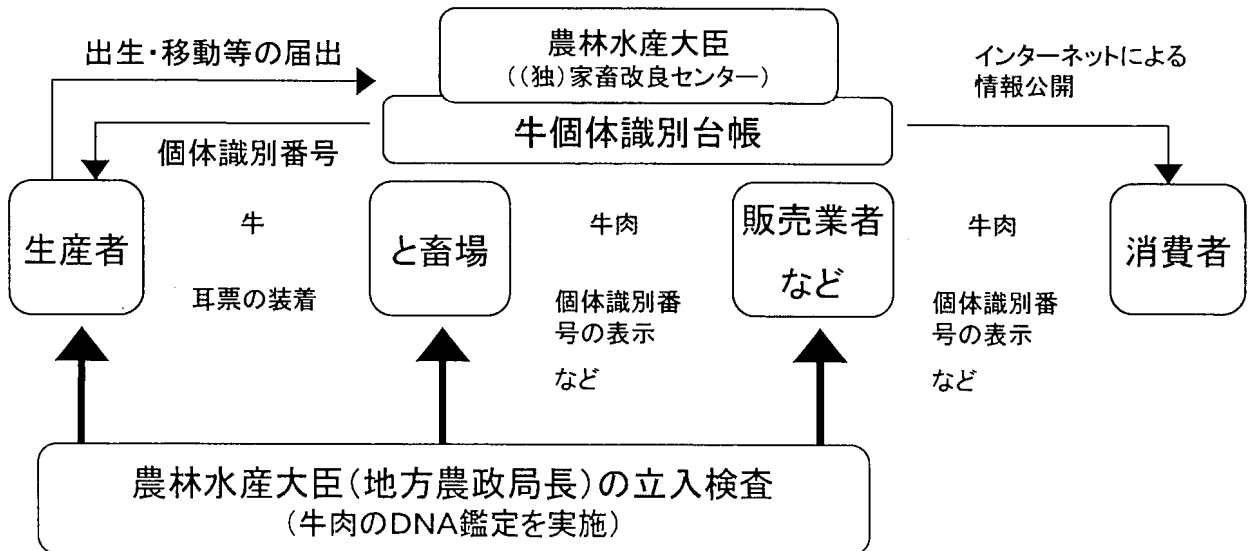 出生・移動等の届出
農林水産大臣
((独)家畜改良センター)
インターネットによる
情報公開
牛個体識別台帳
個体識別番号
生産者
牛
耳票の装着
と畜場
牛肉
個体識別番
号の表示
など
販売業者
など
牛肉
個体識別番
号の表示
など
消費者
農林水産大臣(地方農政局長)の立入検査
(牛肉のDNA鑑定を実施)